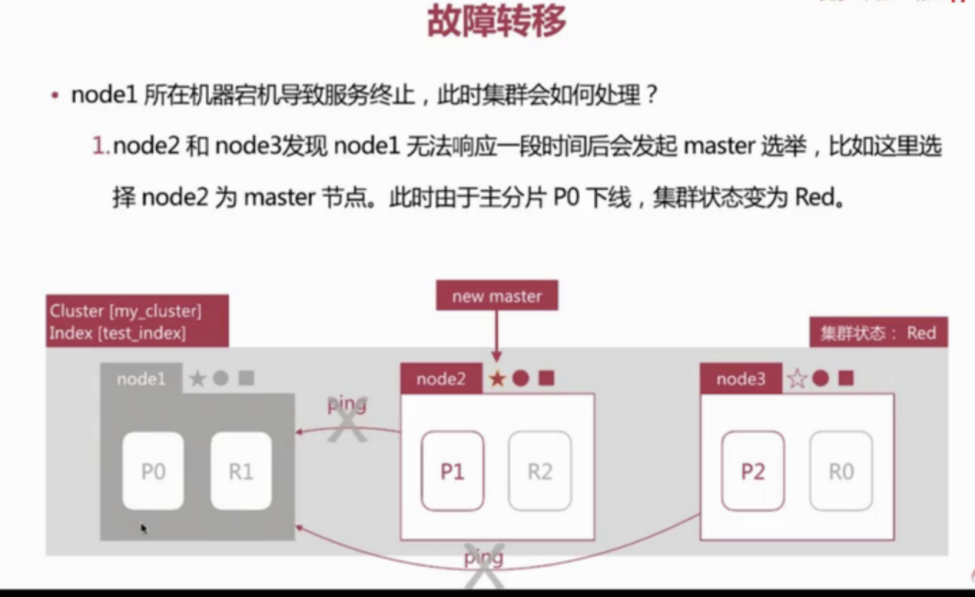 故障转移
• node1 所在机器宕机导致服务终止，此时集群会如何处理？
1.node2 和 node3发现 node1 无法响应一段时间后会发起 master 选举，比如这里选
择 node2 为 master 节点。此时由于主分片 P0 下线，集群状态变为 Red。
new master
Cluster [my_cluster]
Index [test_index]
集群状态： Red
node1
node2
node3
ping
P0
R1
P1
R2
P2
R0
ping